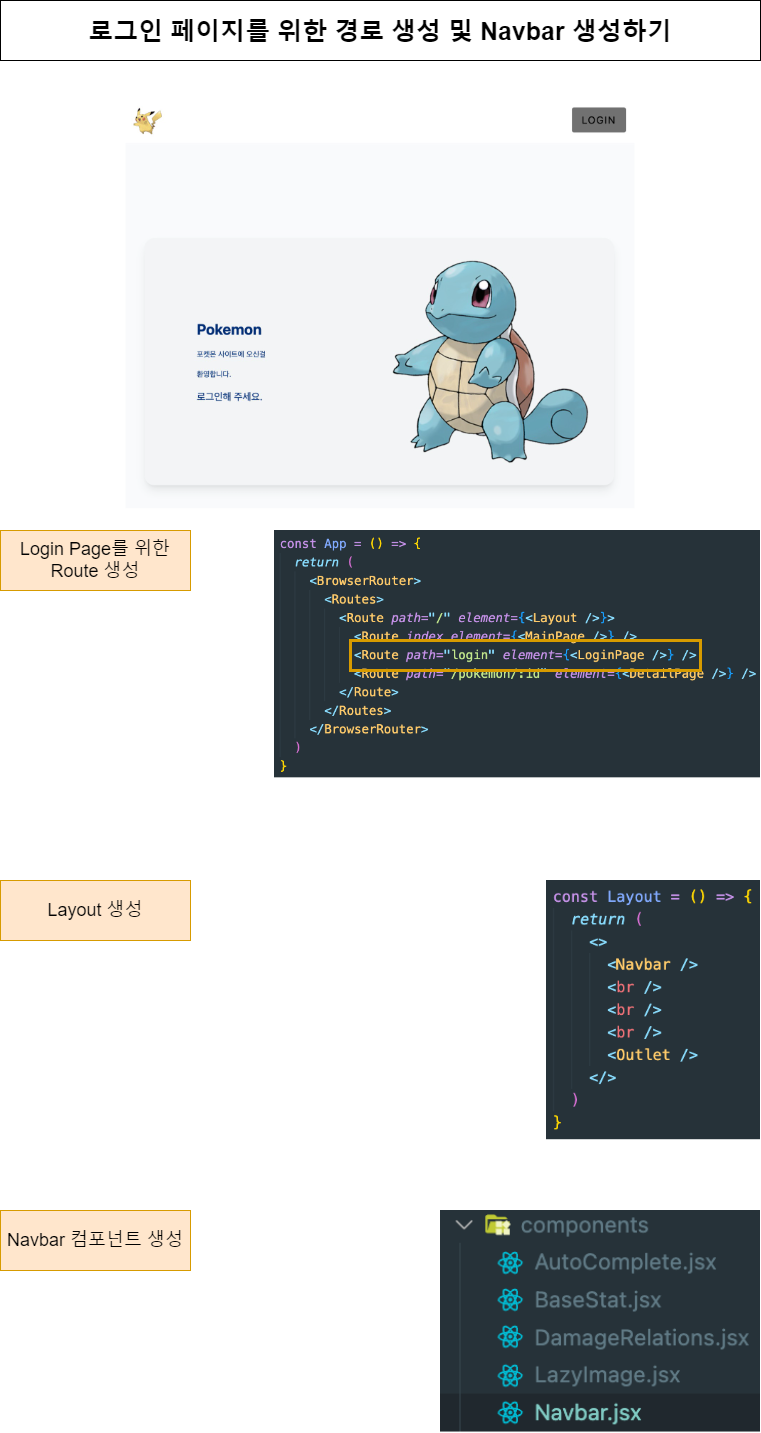 로그인 페이지를 위한 경로 생성 및 Navbar 생성하기
LOGIN
Pokemon
포켓몬 사이트에 오신걸
환영합니다.
로그인해 주세요.
Login Page를 위한
Route 생성
const App = () => {
return (
<BrowserRouter>
<Routes>
<Route path="/" element={<Layout />}>
<Route index element={<MainPage />} />
<Route path="login" element={<LoginPage />} />
<Route path="/pokemon/:id" element={<DetailPage />} />
</Route>
</Routes>
</BrowserRouter>
)
}
Layout 생성
const Layout = () => {
return (
<>
<Navbar />
<br />
<br />
<br />
<Outlet />
</>
)
}
Navbar 컴포넌트 생성
components
AutoComplete.jsx
BaseStat.jsx
DamageRelations.jsx
LazyImage.jsx
Navbar.jsx